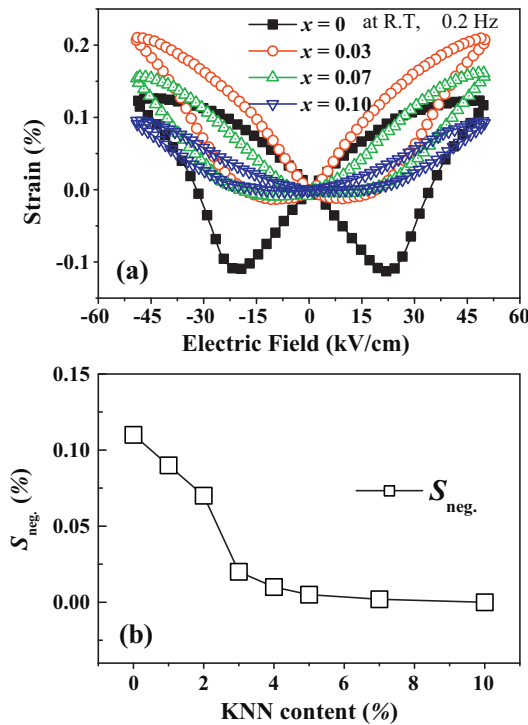 x = 0 at R.T, 0.2 Hz
x = 0.03
x = 0.07
x = 0.10
0.2
0.1
0.0
-0.1
Strain (%)
(a)
-60 -45 -30 -15 0 15 30 45 60
Electric Field (kV/cm)
0.15
0.10
0.05
0.00
Sneg. (%)
Sneg.
(b)
0 2 4 6 8 10
KNN content (%)